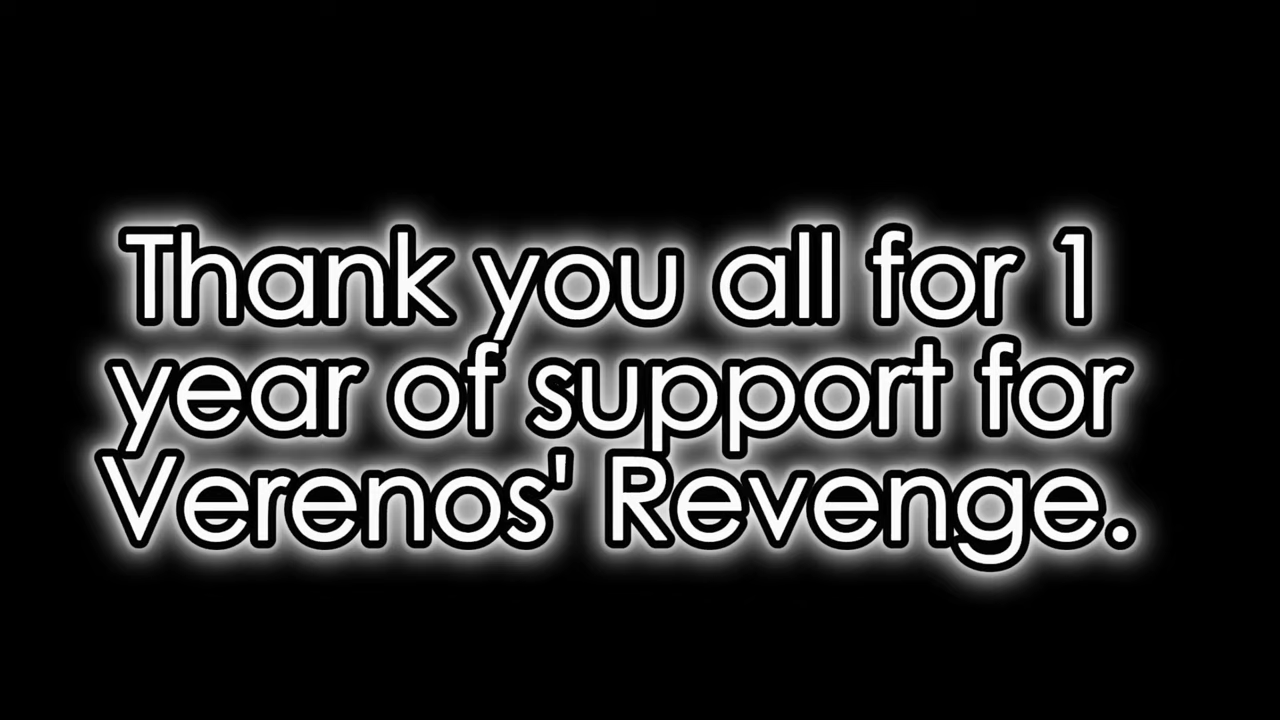 Thank you all for 1
year of support for
Verenos' Revenge.